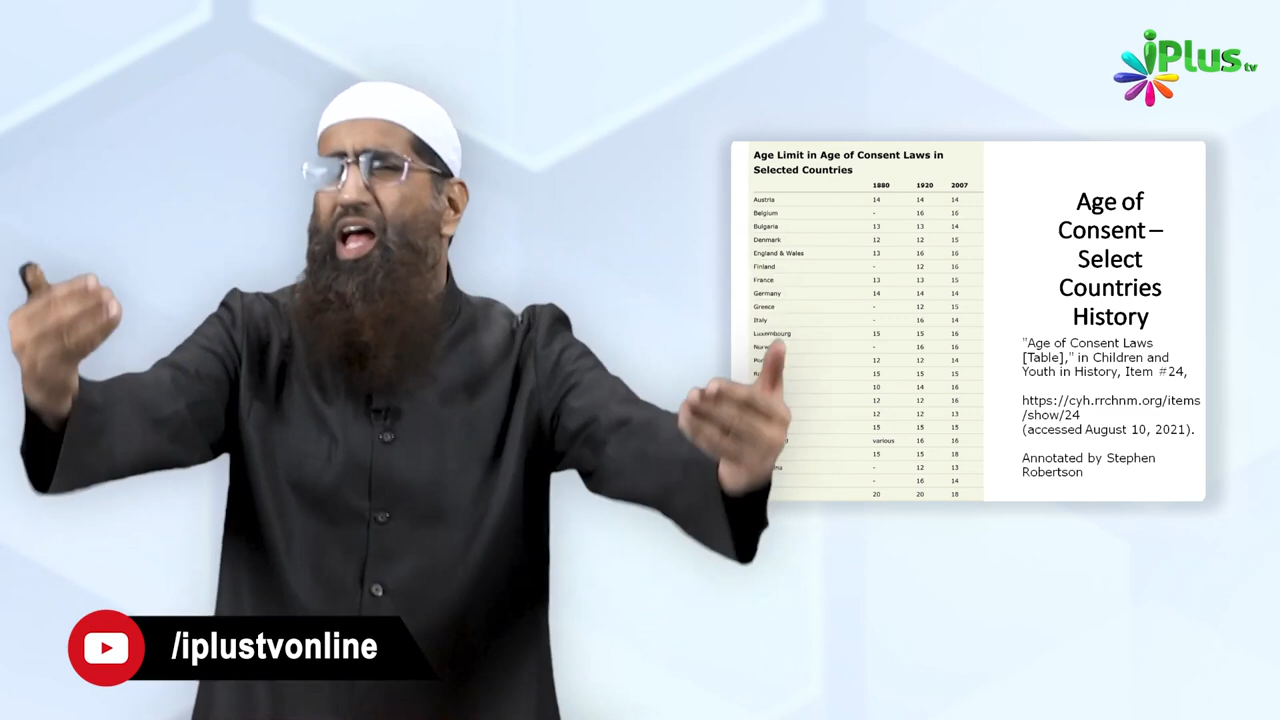 iPlus tv
Age Limit in Age of Consent Laws in
Selected Countries
1880 1920 2007
Austria 14 14 14
Belgium - 16 16
Bulgaria 13 13 14
Denmark 12 12 15
England & Wales 13 16 16
Finland - 12 16
France 13 13 15
Germany 14 14 14
Greece - 12 15
Italy - 16 14
Luxembourg 15 15 16
- 16 16
12 12 14
15 15 15
10 14 16
12 12 16
12 12 13
15 15 15
various 16 16
15 15 18
- 12 13
- 16 14
20 20 18
Age of
Consent –
Select
Countries
History
"Age of Consent Laws
[Table]," in Children and
Youth in History, Item #24,
https://cyh.rrchnm.org/items
/show/24
(accessed August 10, 2021).
Annotated by Stephen
Robertson
/iplustvonline